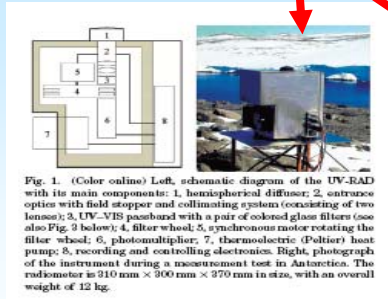 1
2
5
3
4
6
7
8
Fig. 1. (Color online) Left, schematic diagram of the UV-RAD
with its main components: 1, hemispherical diffuser; 2, entrance
optics with field stopper and collimating system (consisting of two
lenses); 3, UV–VIS passband with a pair of colored glass filters (see
also Fig. 3 below); 4, filter wheel; 5, synchronous motor rotating the
filter wheel; 6, photomultiplier; 7, thermoelectric (Peltier) heat
pump; 8, recording and controlling electronics. Right, photograph
of the instrument during a measurement test in Antarctica. The
radiometer is 310 mm × 300 mm × 370 mm in size, with an overall
weight of 12 kg.